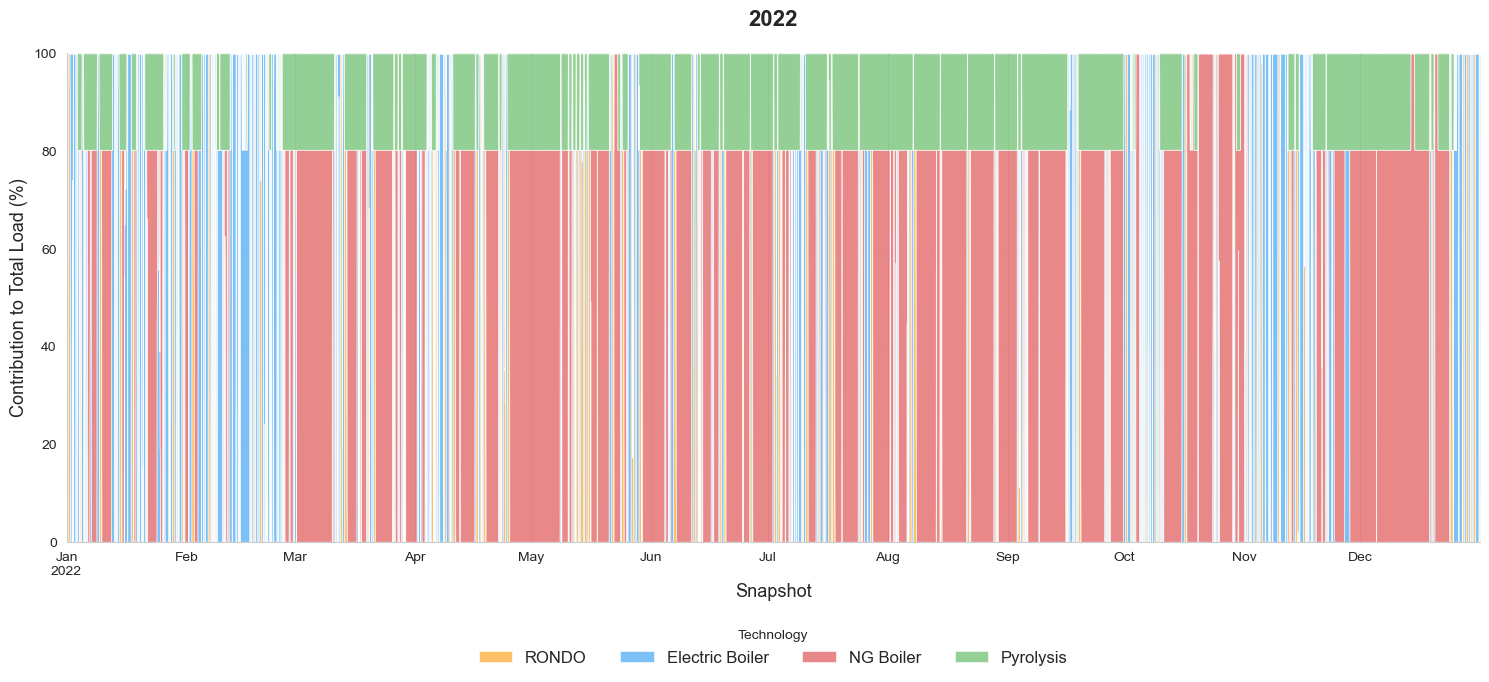 2022
Contribution to Total Load (%)
100
80
60
40
20
0
Jan Feb Mar Apr May Jun Jul Aug Sep Oct Nov Dec
2022
Snapshot
Technology
RONDO Electric Boiler NG Boiler Pyrolysis